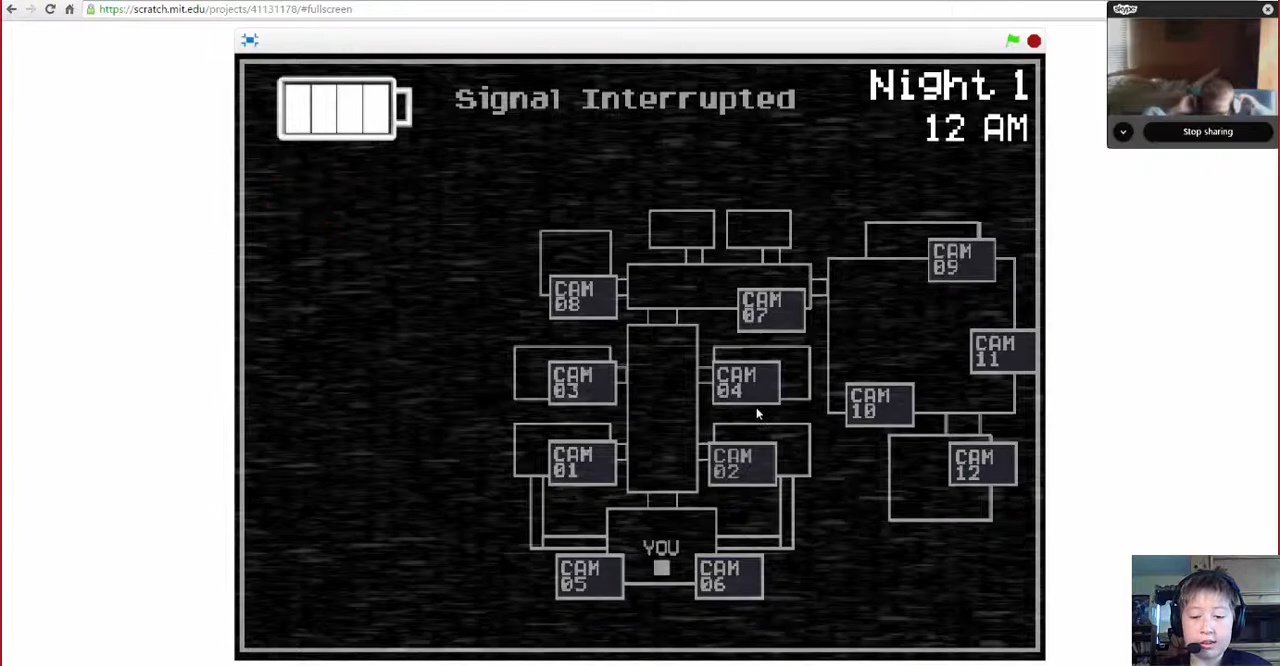 https://scratch.mit.edu/projects/41131178/#fullscreen
skype
Stop sharing
Signal Interrupted
Night 1
12 AM
CAM
09
CAM
08
CAM
07
CAM
11
CAM
03
CAM
04
CAM
10
CAM
01
CAM
02
CAM
12
YOU
CAM
05
CAM
06